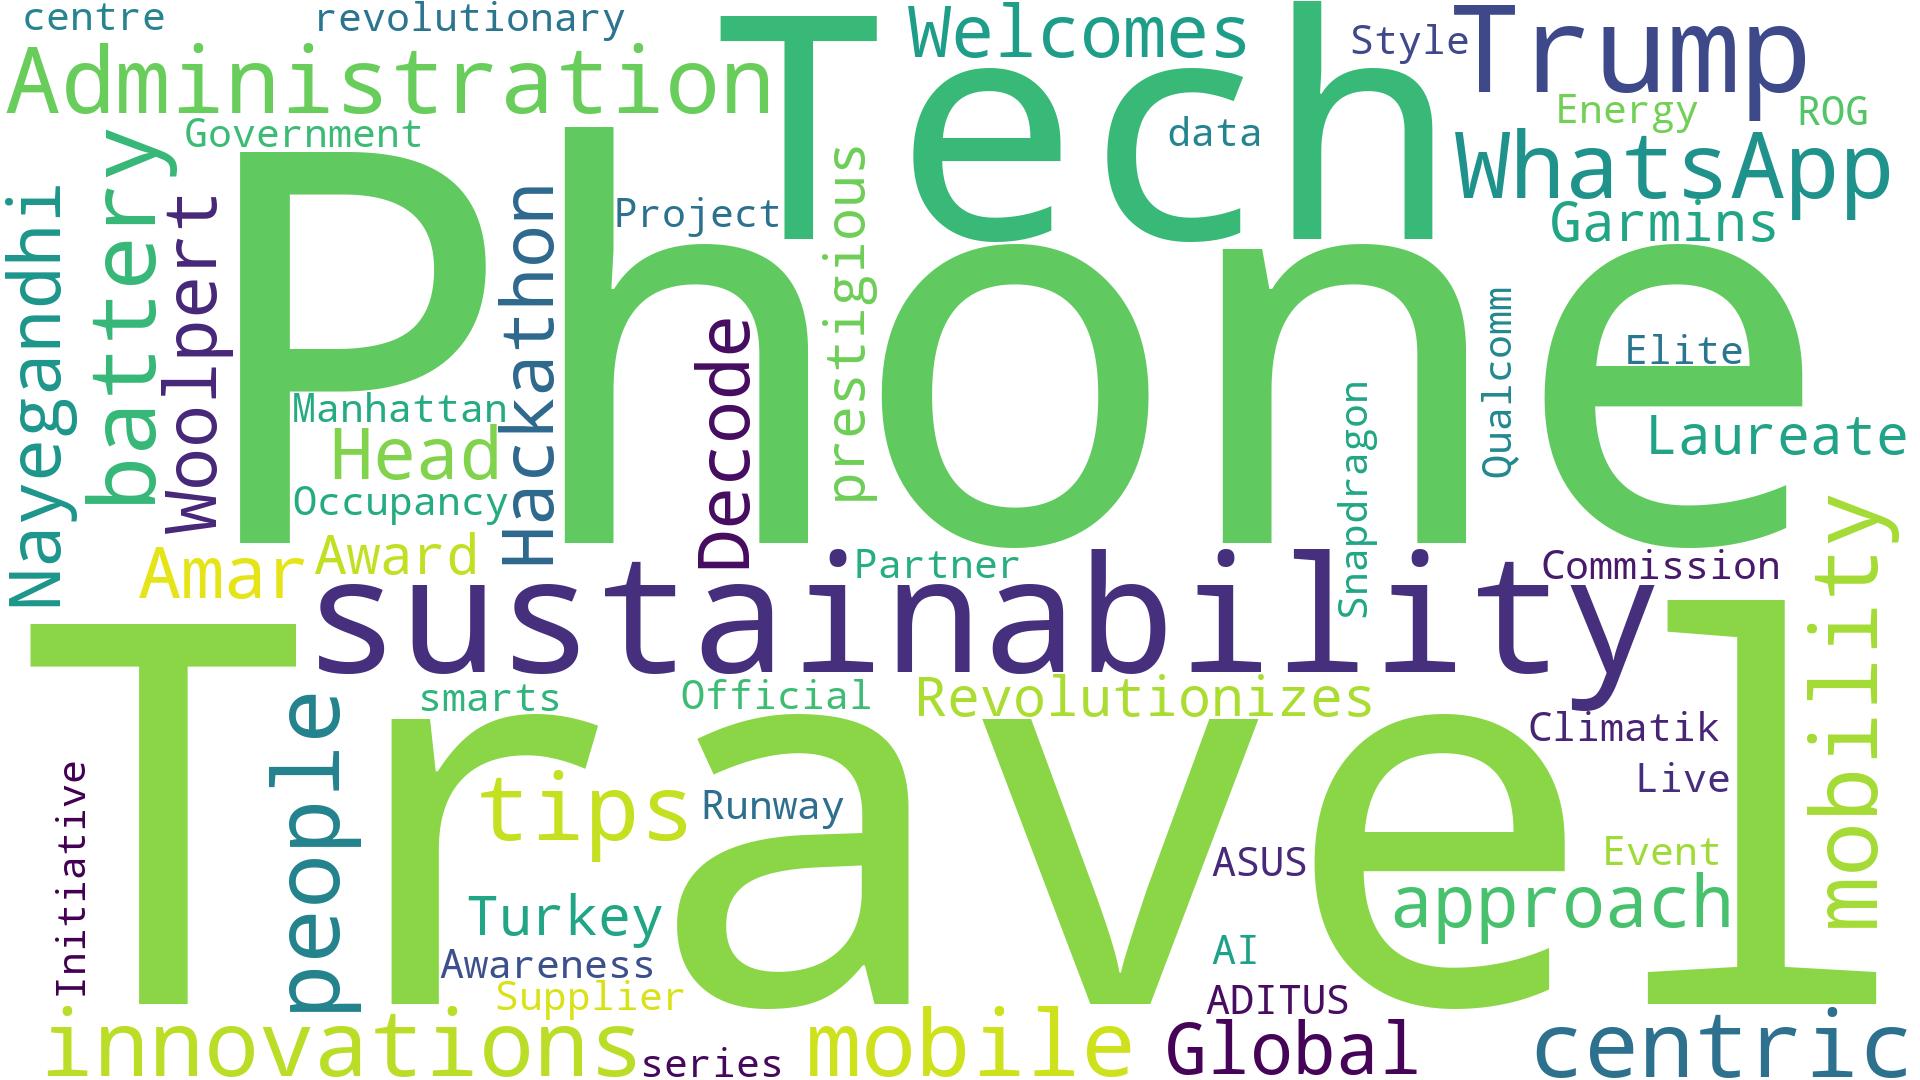 centre
revolutionary
Administration
Government
Tech
Welcomes
Style
Trump
Energy
ROG
data
WhatsApp
Garmins
Nayegandhi
battery
Woolpert
Phone
Project
Hackathon
Decode
prestigious
Manhattan
Head
Occupancy
Qualcomm
Snapdragon
Elite
Laureate
Amar
Award
Partner
Commission
sustainability
mobility
Travel
smarts
Official
Revolutionizes
Climatik
Live
people
Initiative
tips
Runway
ASUS
Event
approach
Turkey
Awareness
Supplier
AI
ADITUS
innovations
series
mobile
Global
centric